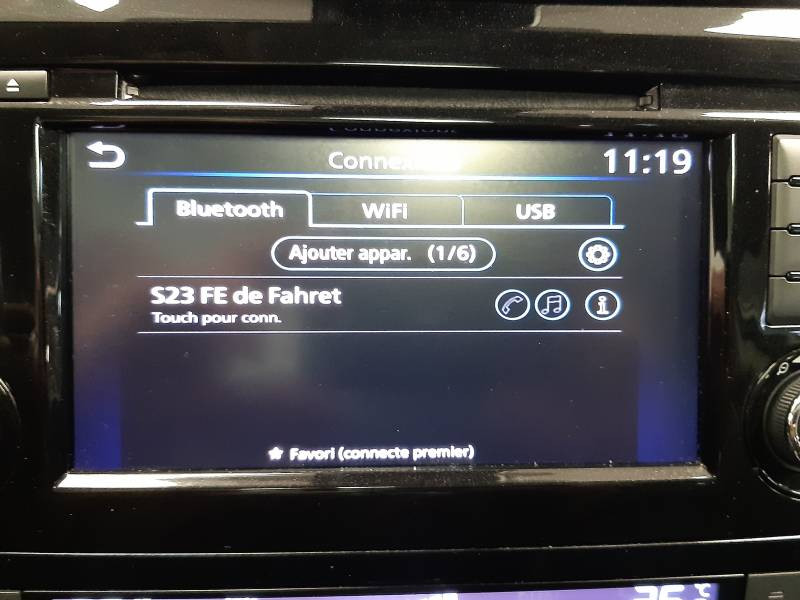 11:19
Bluetooth WiFi USB
Ajouter appar. (1/6)
S23 FE de Fahret
Touch pour conn.
Favori (connecte premier)
°C